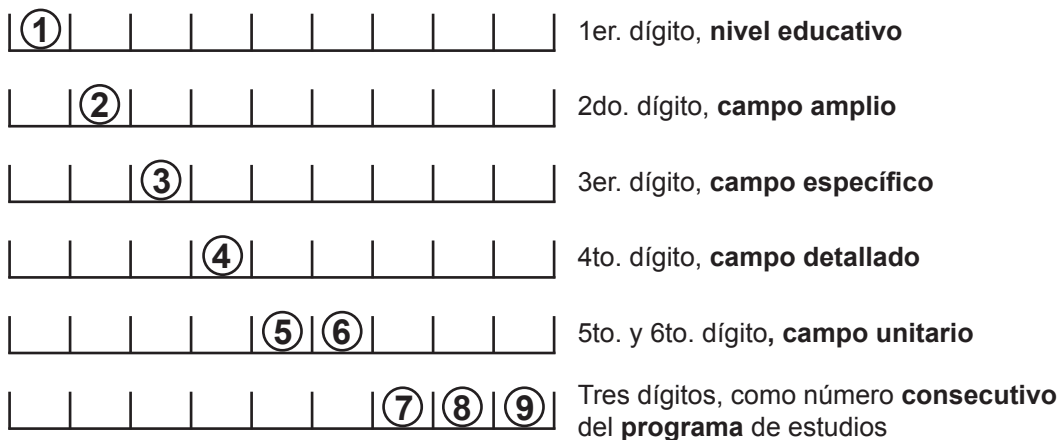 ① 1er. dígito, nivel educativo
② 2do. dígito, campo amplio
③ 3er. dígito, campo específico
④ 4to. dígito, campo detallado
⑤ ⑥ 5to. y 6to. dígito, campo unitario
⑦ ⑧ ⑨ Tres dígitos, como número consecutivo
del programa de estudios